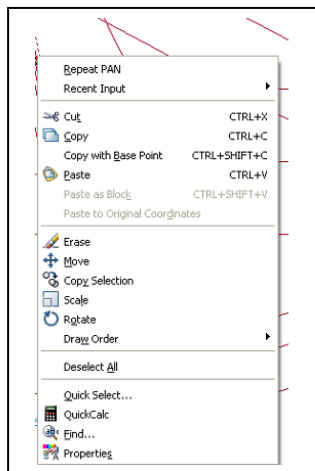 Repeat PAN
Recent Input
Cut CTRL+X
Copy CTRL+C
Copy with Base Point CTRL+SHIFT+C
Paste CTRL+V
Paste as Block CTRL+SHIFT+V
Paste to Original Coordinates
Erase
Move
Copy Selection
Scale
Rotate
Draw Order
Deselect All
Quick Select...
QuickCalc
Find...
Properties